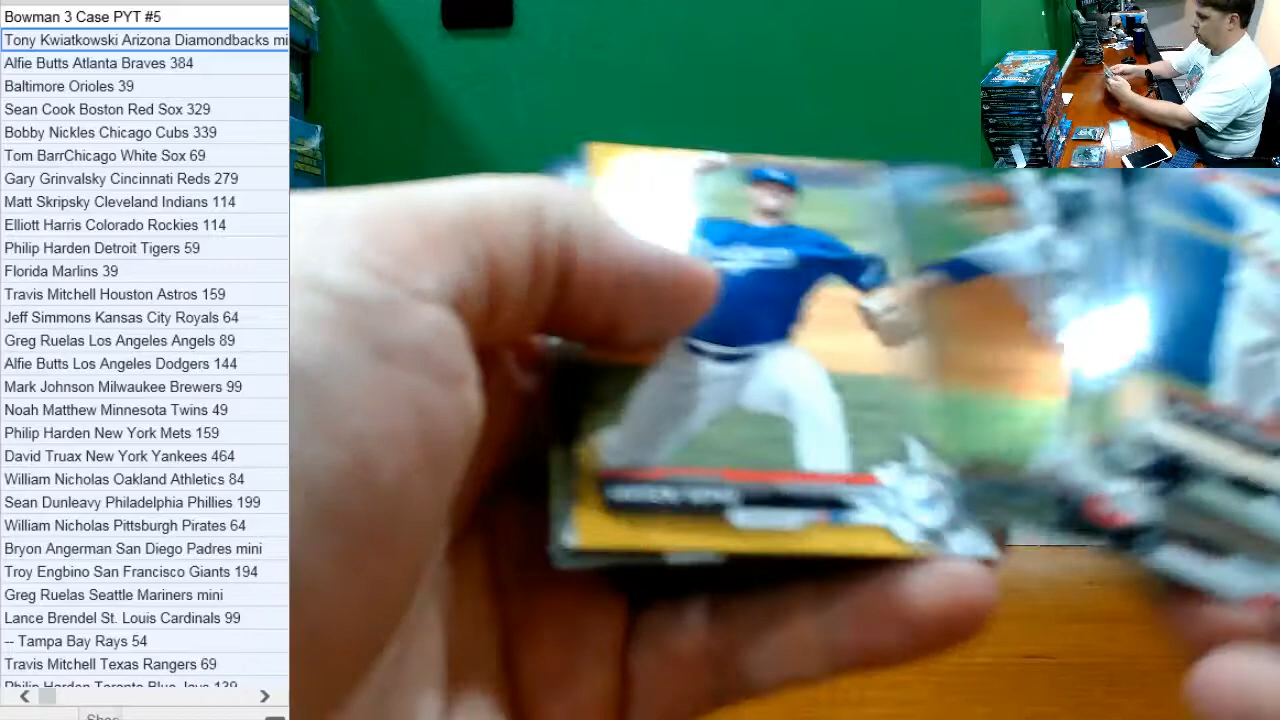 Bowman 3 Case PYT #5
Tony Kwiatkowski Arizona Diamondbacks mi
Alfie Butts Atlanta Braves 384
Baltimore Orioles 39
Sean Cook Boston Red Sox 329
Bobby Nickles Chicago Cubs 339
Tom BarrChicago White Sox 69
Gary Grinvalsky Cincinnati Reds 279
Matt Skripsky Cleveland Indians 114
Elliott Harris Colorado Rockies 114
Philip Harden Detroit Tigers 59
Florida Marlins 39
Travis Mitchell Houston Astros 159
Jeff Simmons Kansas City Royals 64
Greg Ruelas Los Angeles Angels 89
Alfie Butts Los Angeles Dodgers 144
Mark Johnson Milwaukee Brewers 99
Noah Matthew Minnesota Twins 49
Philip Harden New York Mets 159
David Truax New York Yankees 464
William Nicholas Oakland Athletics 84
Sean Dunleavy Philadelphia Phillies 199
William Nicholas Pittsburgh Pirates 64
Bryon Angerman San Diego Padres mini
Troy Engbino San Francisco Giants 194
Greg Ruelas Seattle Mariners mini
Lance Brendel St. Louis Cardinals 99
-- Tampa Bay Rays 54
Travis Mitchell Texas Rangers 69
Philip Harden Toronto Blue Jays 139